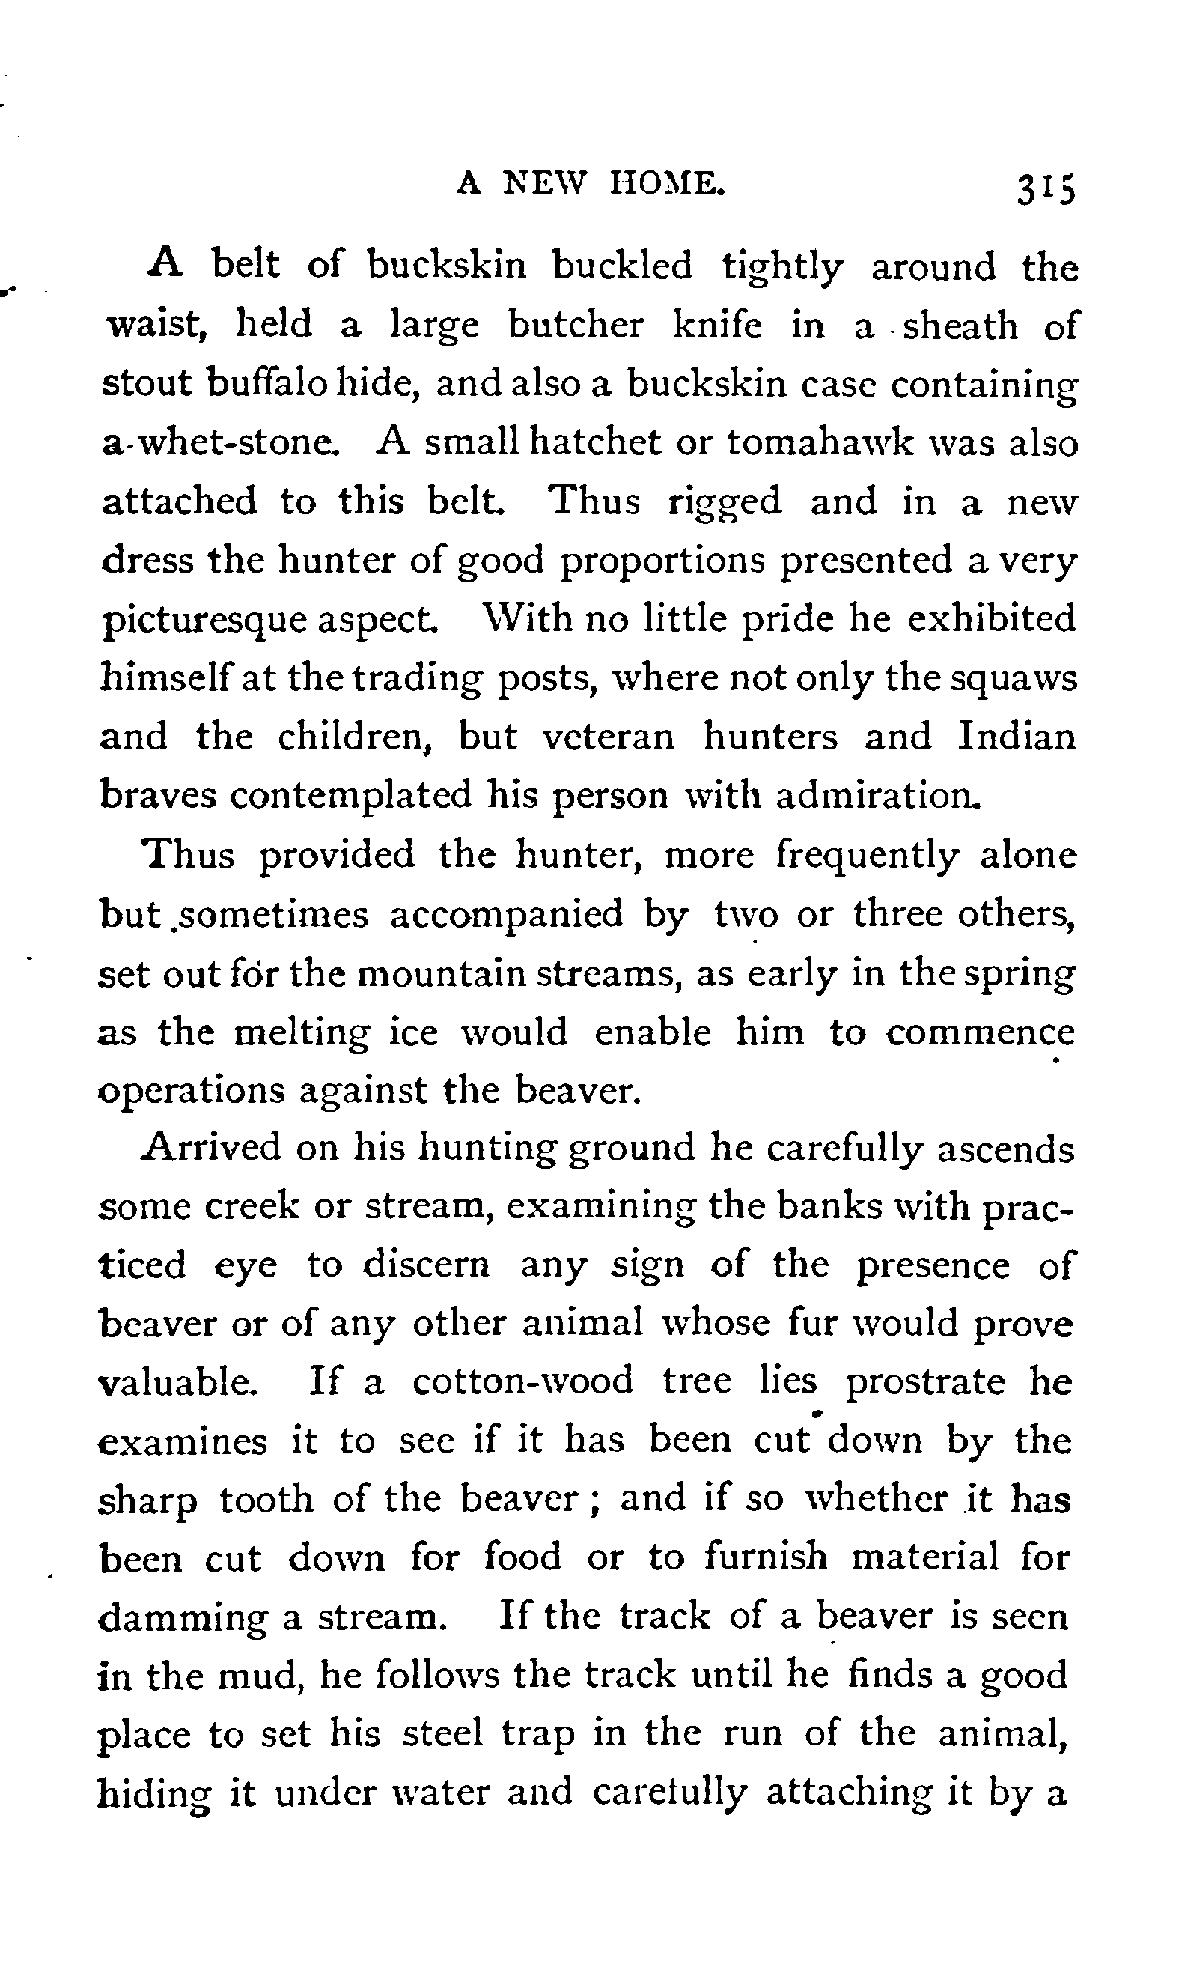 A NEW HOME. 315
A belt of buckskin buckled tightly around the
waist, held a large butcher knife in a sheath of
stout buffalo hide, and also a buckskin case containing
a whet-stone. A small hatchet or tomahawk was also
attached to this belt. Thus rigged and in a new
dress the hunter of good proportions presented a very
picturesque aspect. With no little pride he exhibited
himself at the trading posts, where not only the squaws
and the children, but veteran hunters and Indian
braves contemplated his person with admiration.
Thus provided the hunter, more frequently alone
but sometimes accompanied by two or three others,
set out for the mountain streams, as early in the spring
as the melting ice would enable him to commence
operations against the beaver.
Arrived on his hunting ground he carefully ascends
some creek or stream, examining the banks with prac-
ticed eye to discern any sign of the presence of
beaver or of any other animal whose fur would prove
valuable. If a cotton-wood tree lies prostrate he
examines it to see if it has been cut down by the
sharp tooth of the beaver ; and if so whether it has
been cut down for food or to furnish material for
damming a stream. If the track of a beaver is seen
in the mud, he follows the track until he finds a good
place to set his steel trap in the run of the animal,
hiding it under water and carefully attaching it by a